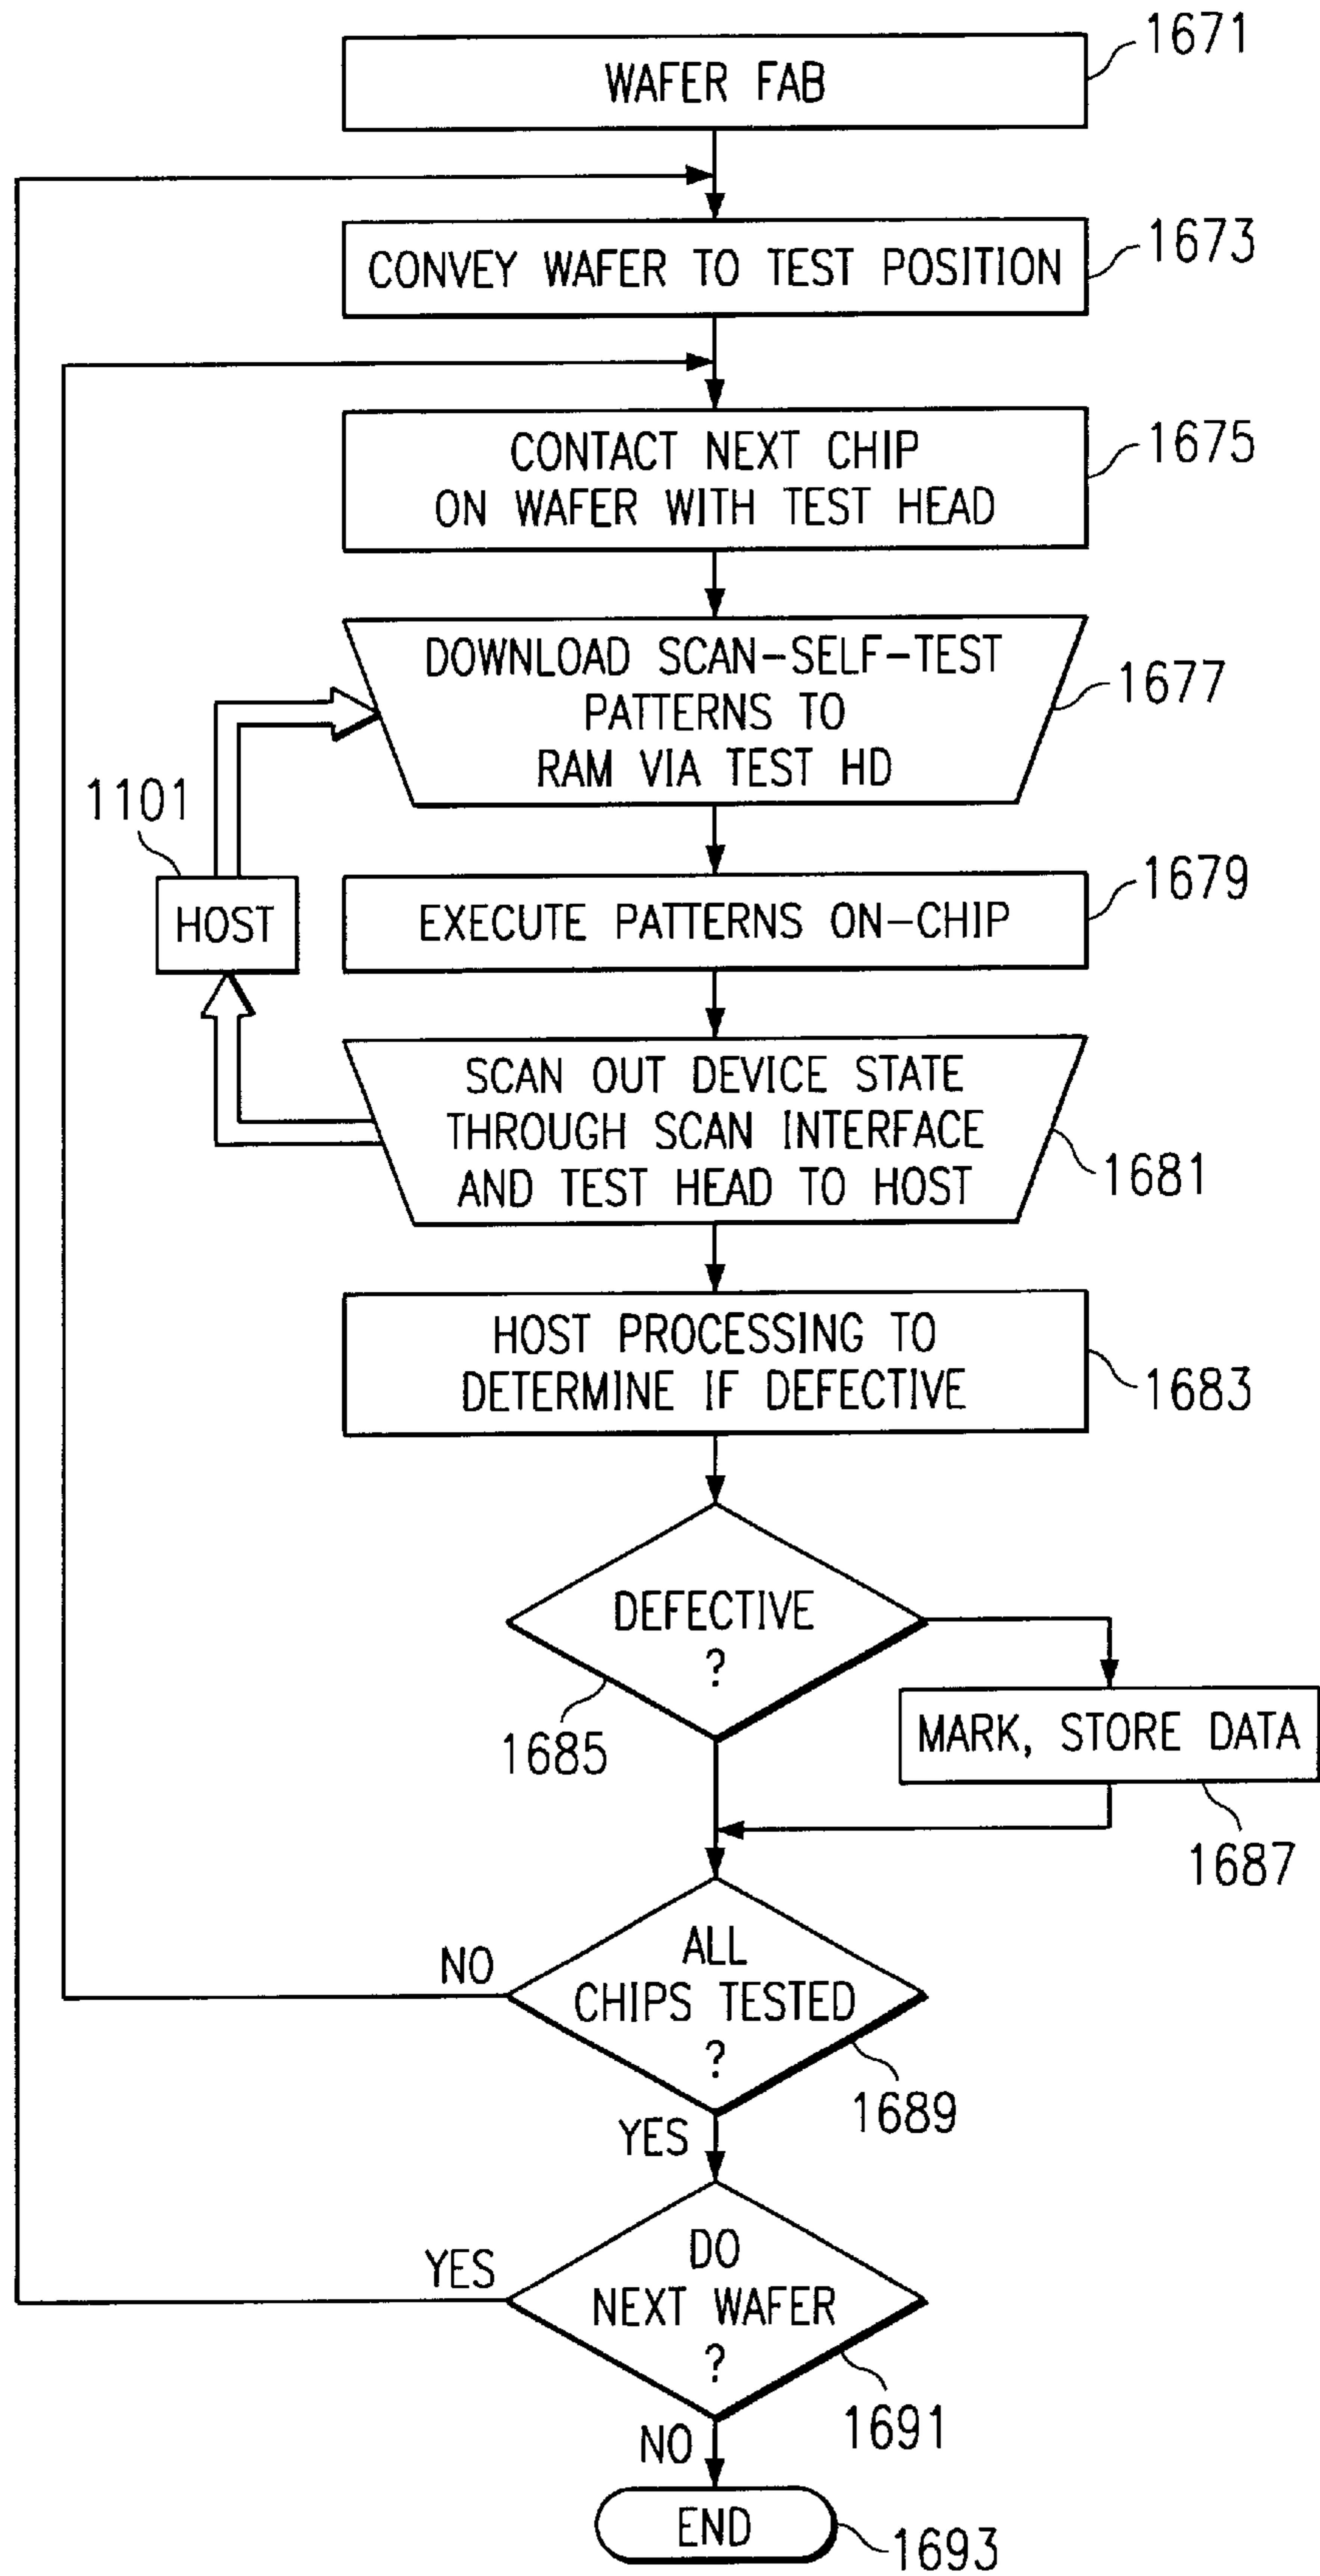 WAFER FAB
1671
CONVEY WAFER TO TEST POSITION
1673
CONTACT NEXT CHIP
ON WAFER WITH TEST HEAD
1675
DOWNLOAD SCAN-SELF-TEST
PATTERNS TO
RAM VIA TEST HD
1677
1101
HOST
EXECUTE PATTERNS ON-CHIP
1679
SCAN OUT DEVICE STATE
THROUGH SCAN INTERFACE
AND TEST HEAD TO HOST
1681
HOST PROCESSING TO
DETERMINE IF DEFECTIVE
1683
DEFECTIVE
?
1685
MARK, STORE DATA
1687
ALL
CHIPS TESTED
?
NO
1689
YES
DO
NEXT WAFER
?
YES
1691
NO
END
1693